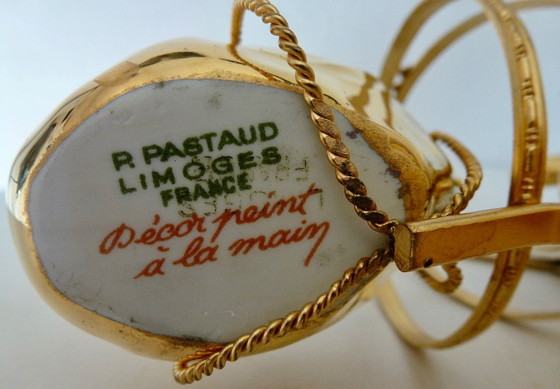 P. PASTAUD
LIMOGES
FRANCE
Décor peint
à la main